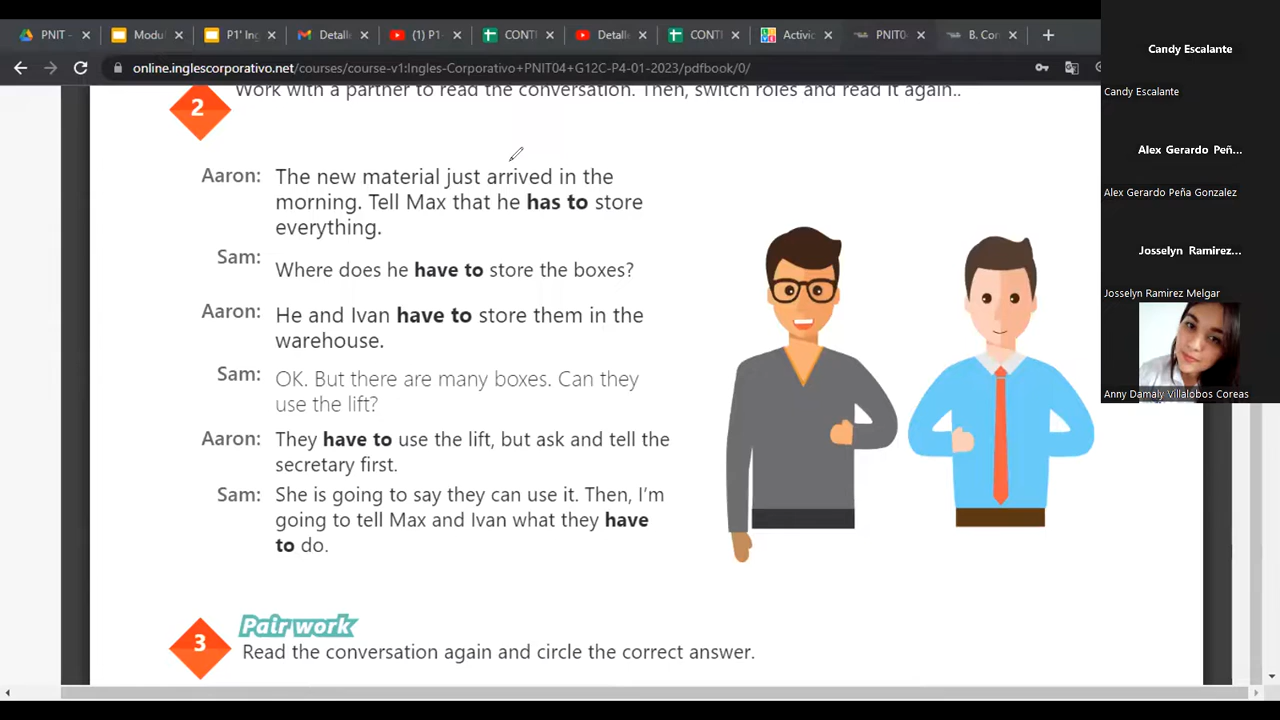 PNIT -
Modul
P1' Ing
Detalle
(1) P1-
CONTI
Detalle
CONTI
Activid
PNIT04
B. Con
online.inglescorporativo.net/courses/course-v1:Ingles-Corporativo+PNIT04+G12C-P4-01-2023/pdfbook/0/
2
Work with a partner to read the conversation. Then, switch roles and read it again..
Aaron: The new material just arrived in the
morning. Tell Max that he has to store
everything.
Sam: Where does he have to store the boxes?
Aaron: He and Ivan have to store them in the
warehouse.
Sam: OK. But there are many boxes. Can they
use the lift?
Aaron: They have to use the lift, but ask and tell the
secretary first.
Sam: She is going to say they can use it. Then, I'm
going to tell Max and Ivan what they have
to do.
3
Pair work
Read the conversation again and circle the correct answer.
Candy Escalante
Candy Escalante
Alex Gerardo Peñ...
Alex Gerardo Peña Gonzalez
Josselyn Ramirez...
Josselyn Ramirez Melgar
Anny Damaly Villalobos Coreas